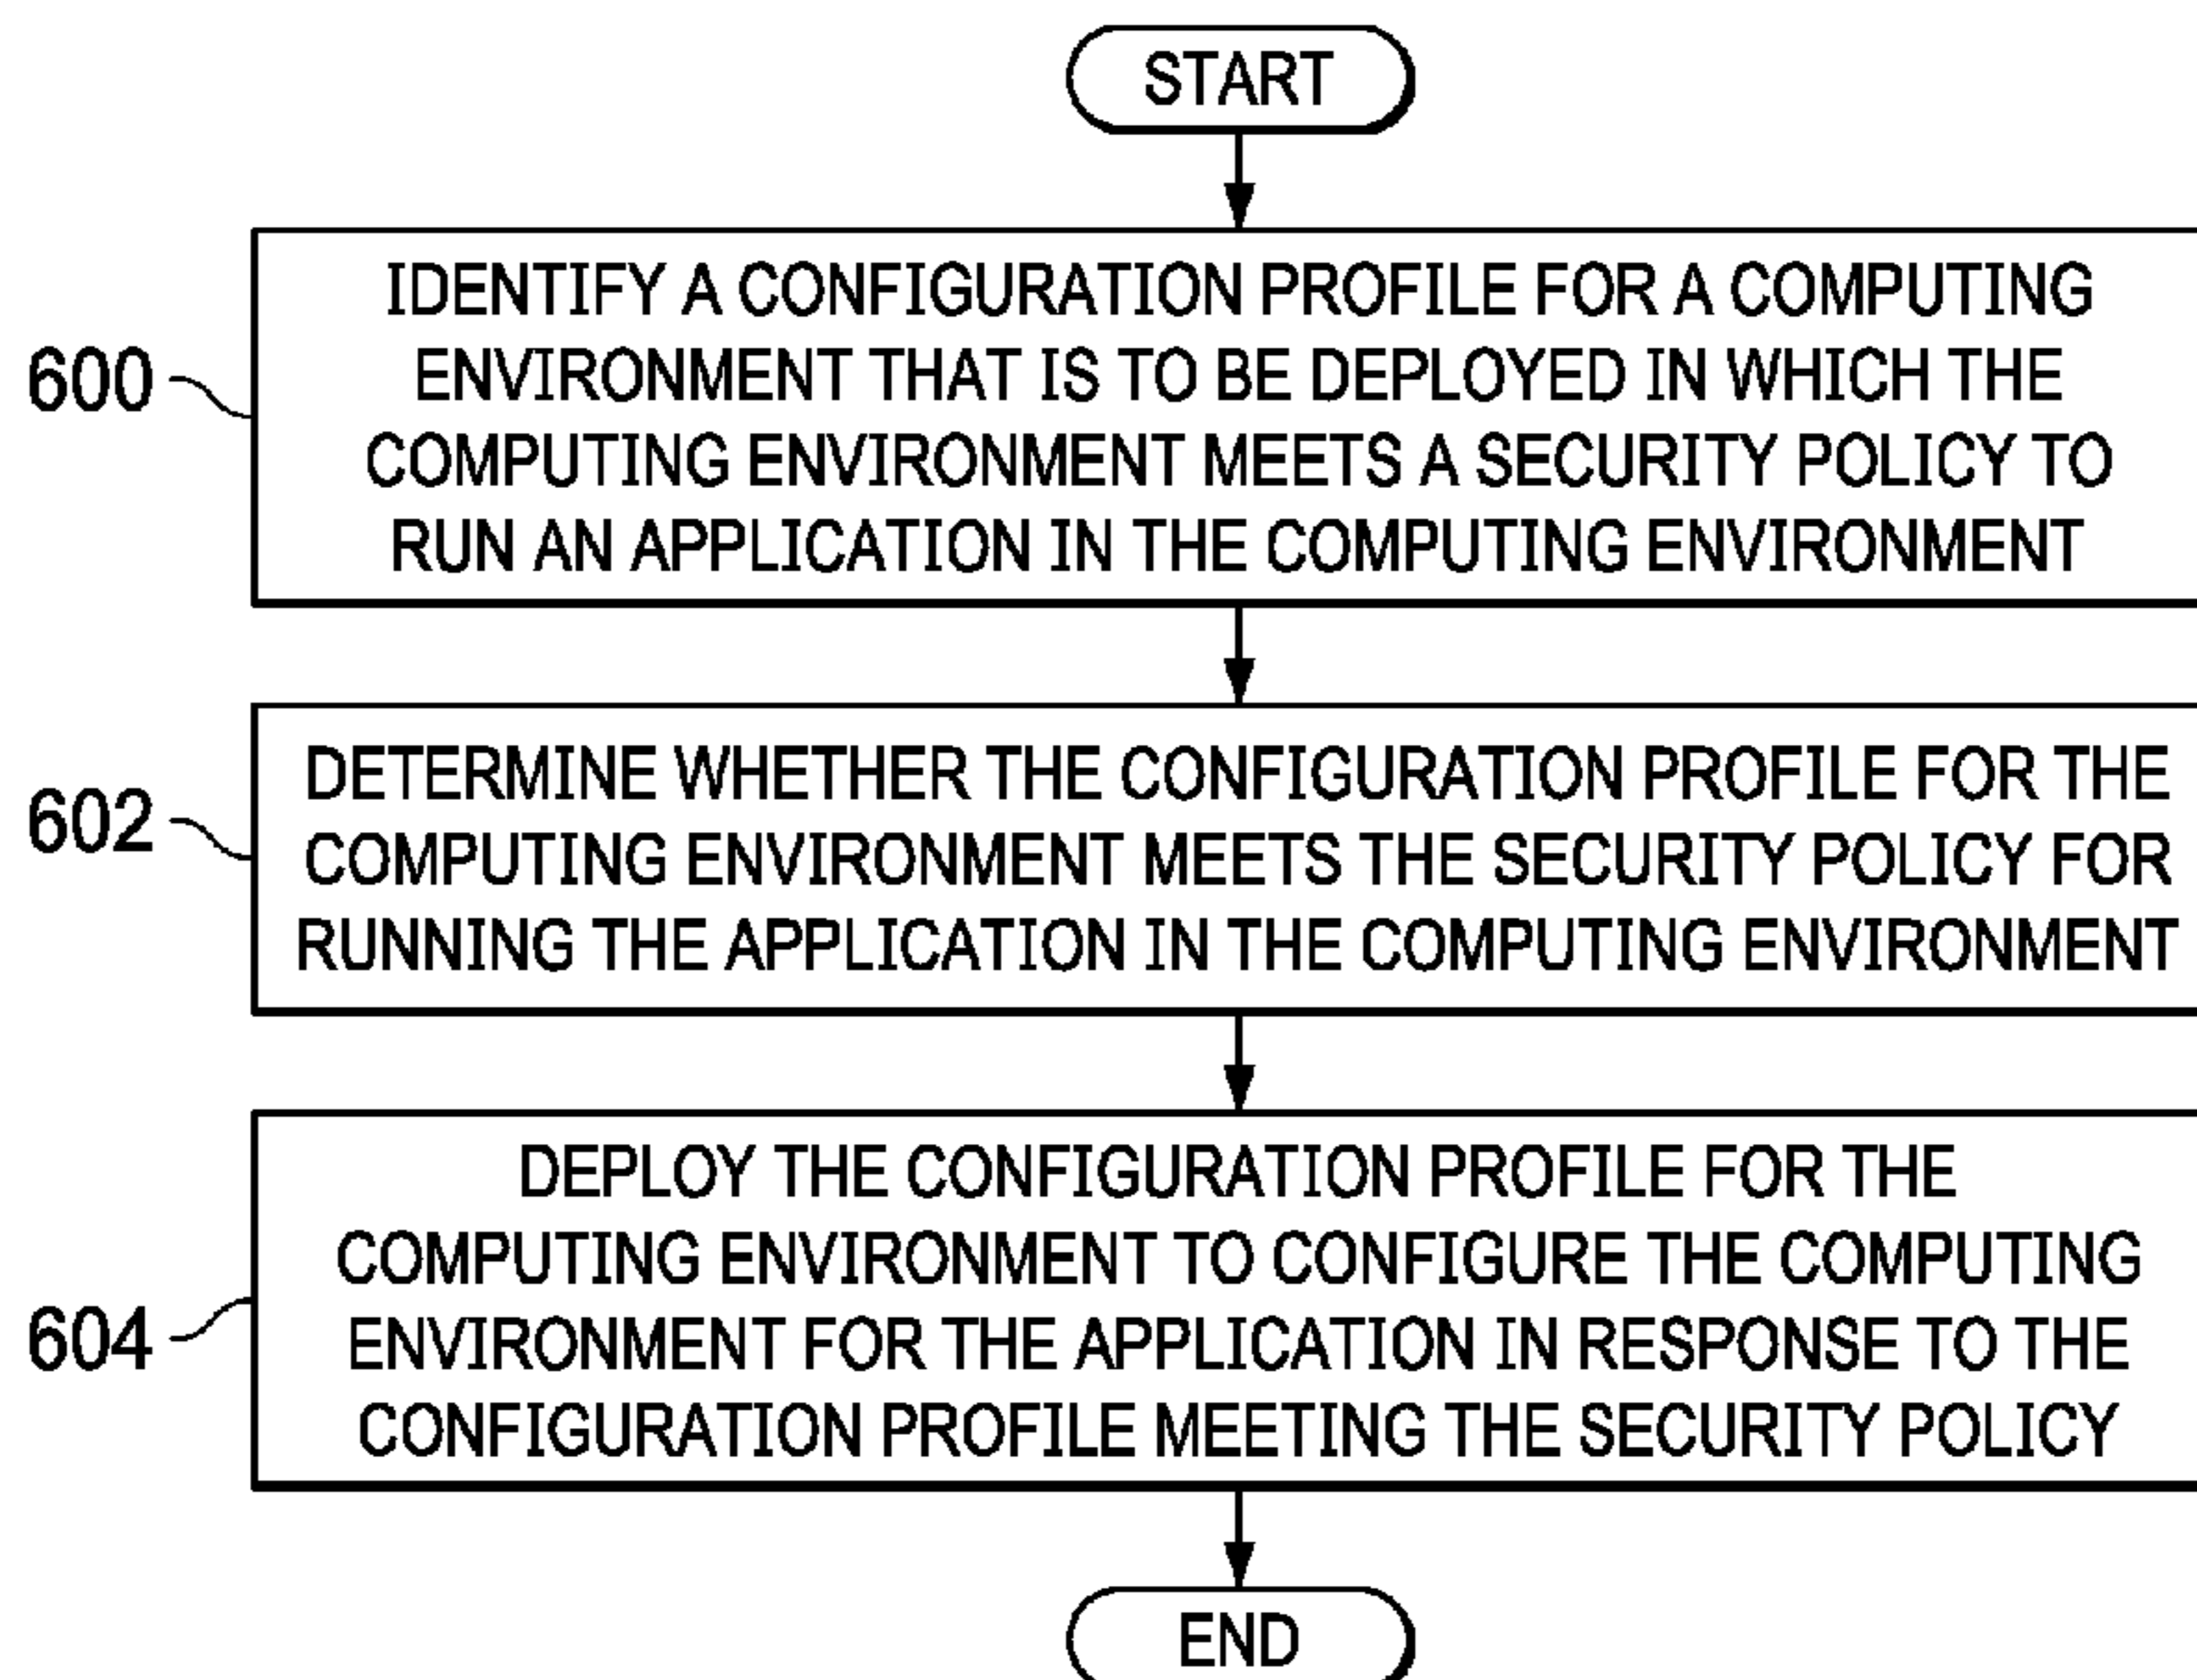 START
IDENTIFY A CONFIGURATION PROFILE FOR A COMPUTING
ENVIRONMENT THAT IS TO BE DEPLOYED IN WHICH THE
COMPUTING ENVIRONMENT MEETS A SECURITY POLICY TO
RUN AN APPLICATION IN THE COMPUTING ENVIRONMENT
600
DETERMINE WHETHER THE CONFIGURATION PROFILE FOR THE
COMPUTING ENVIRONMENT MEETS THE SECURITY POLICY FOR
RUNNING THE APPLICATION IN THE COMPUTING ENVIRONMENT
602
DEPLOY THE CONFIGURATION PROFILE FOR THE
COMPUTING ENVIRONMENT TO CONFIGURE THE COMPUTING
ENVIRONMENT FOR THE APPLICATION IN RESPONSE TO THE
CONFIGURATION PROFILE MEETING THE SECURITY POLICY
604
END